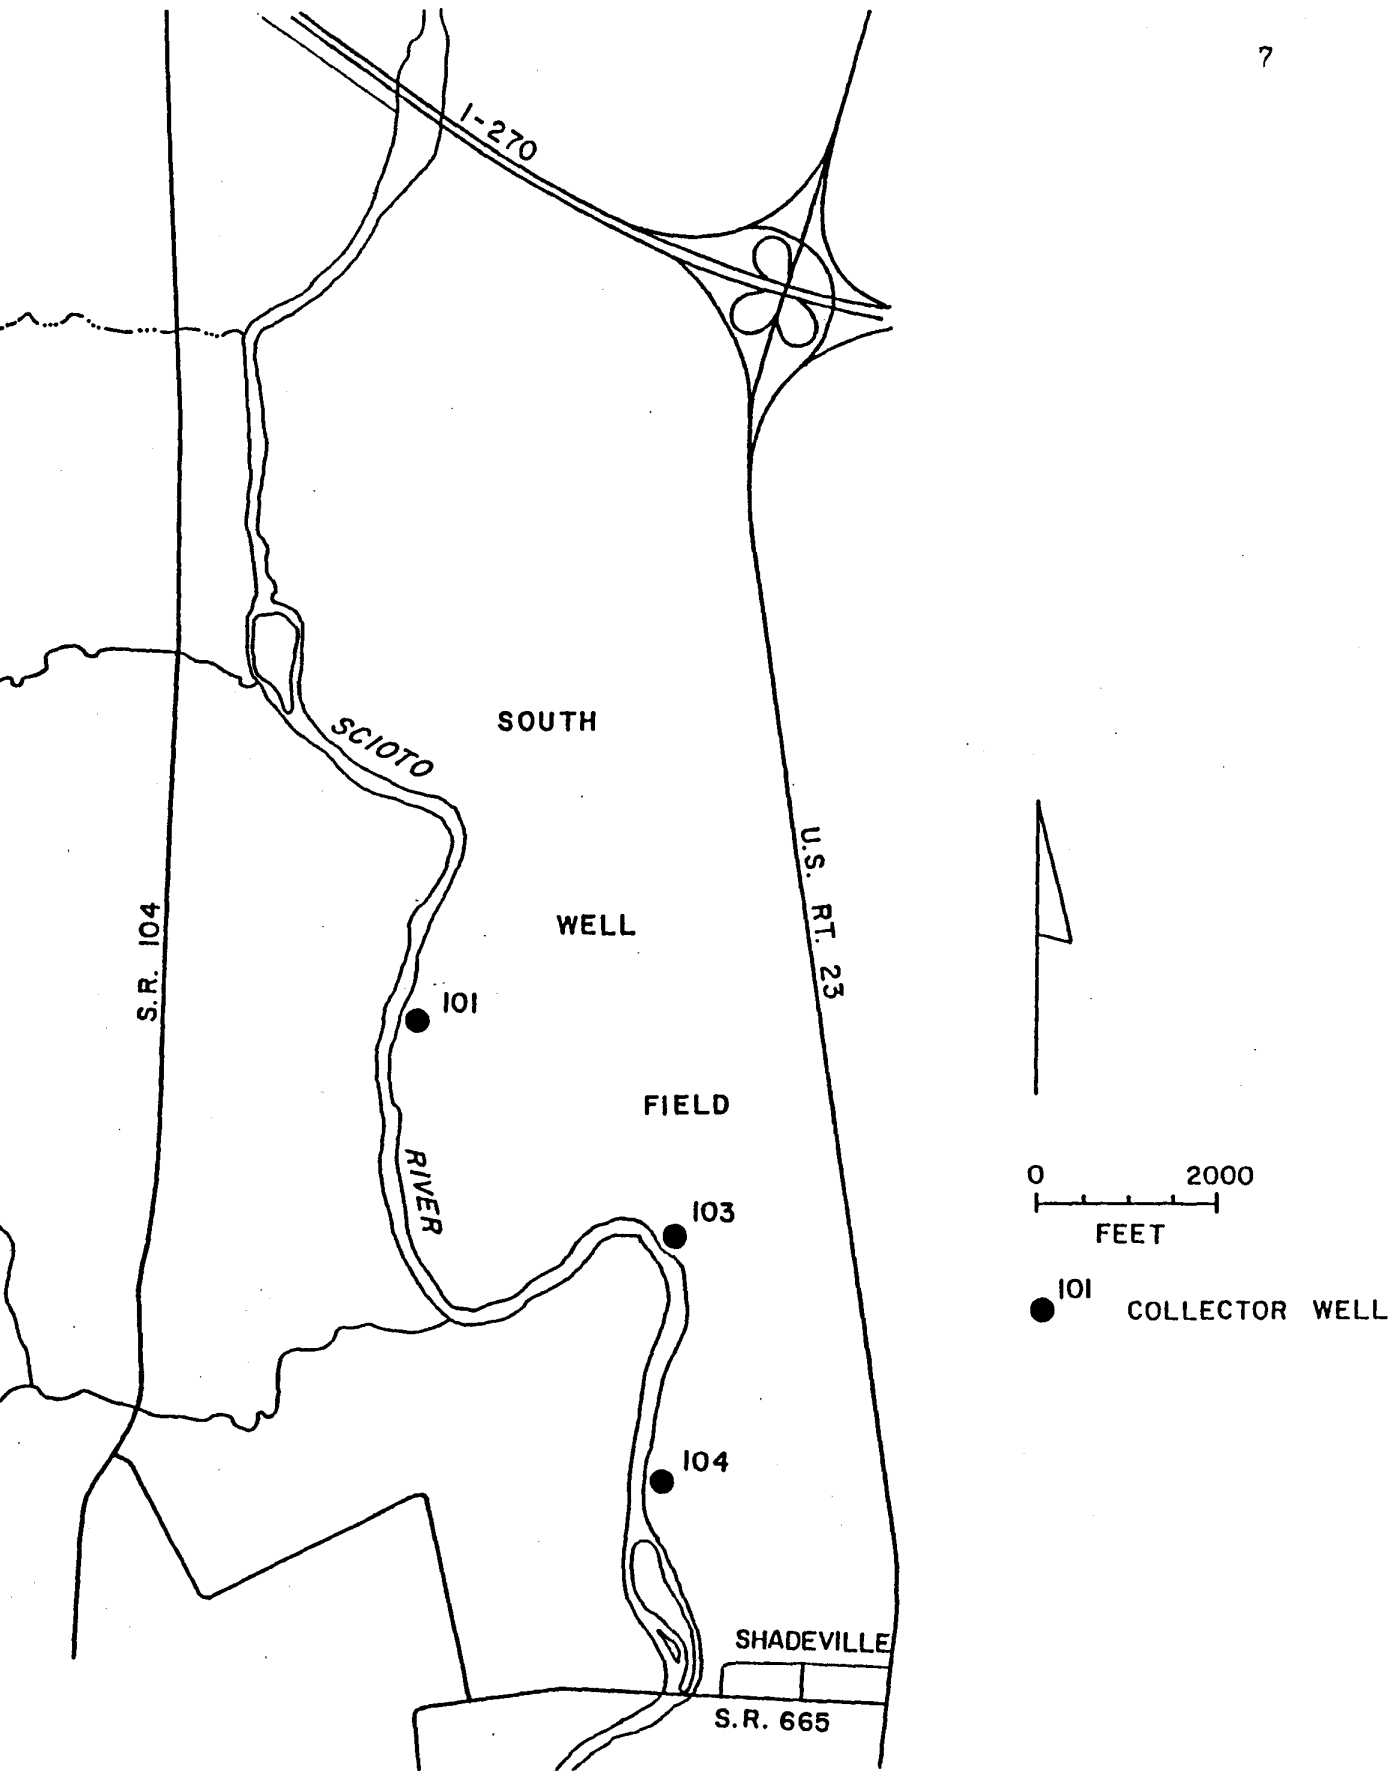 7
I-270
SCIOTO
SOUTH
U.S. RT. 23
S.R. 104
WELL
101
FIELD
RIVER
0 2000
FEET
103
101
COLLECTOR WELL
104
SHADEVILLE
S.R. 665